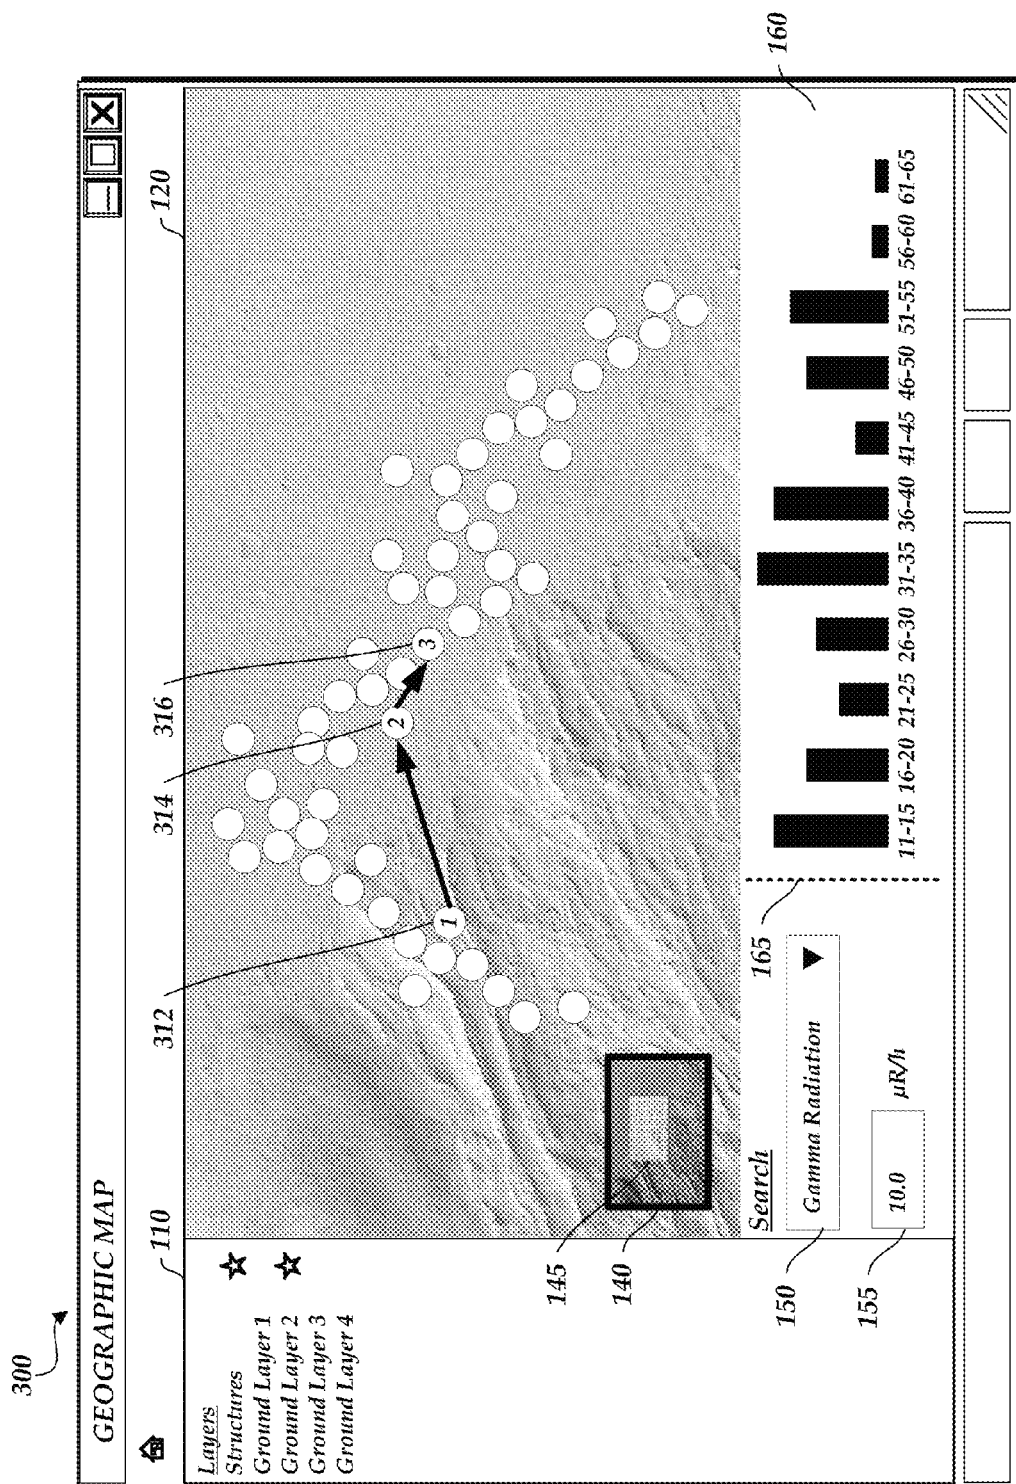 300
GEOGRAPHIC MAP
110
312
314
316
120
Layers
Structures
Ground Layer 1
Ground Layer 2
Ground Layer 3
Ground Layer 4
1
2
3
145
140
Search
150
Gamma Radiation
155
10.0 µR/h
165
160
11-15 16-20 21-25 26-30 31-35 36-40 41-45 46-50 51-55 56-60 61-65